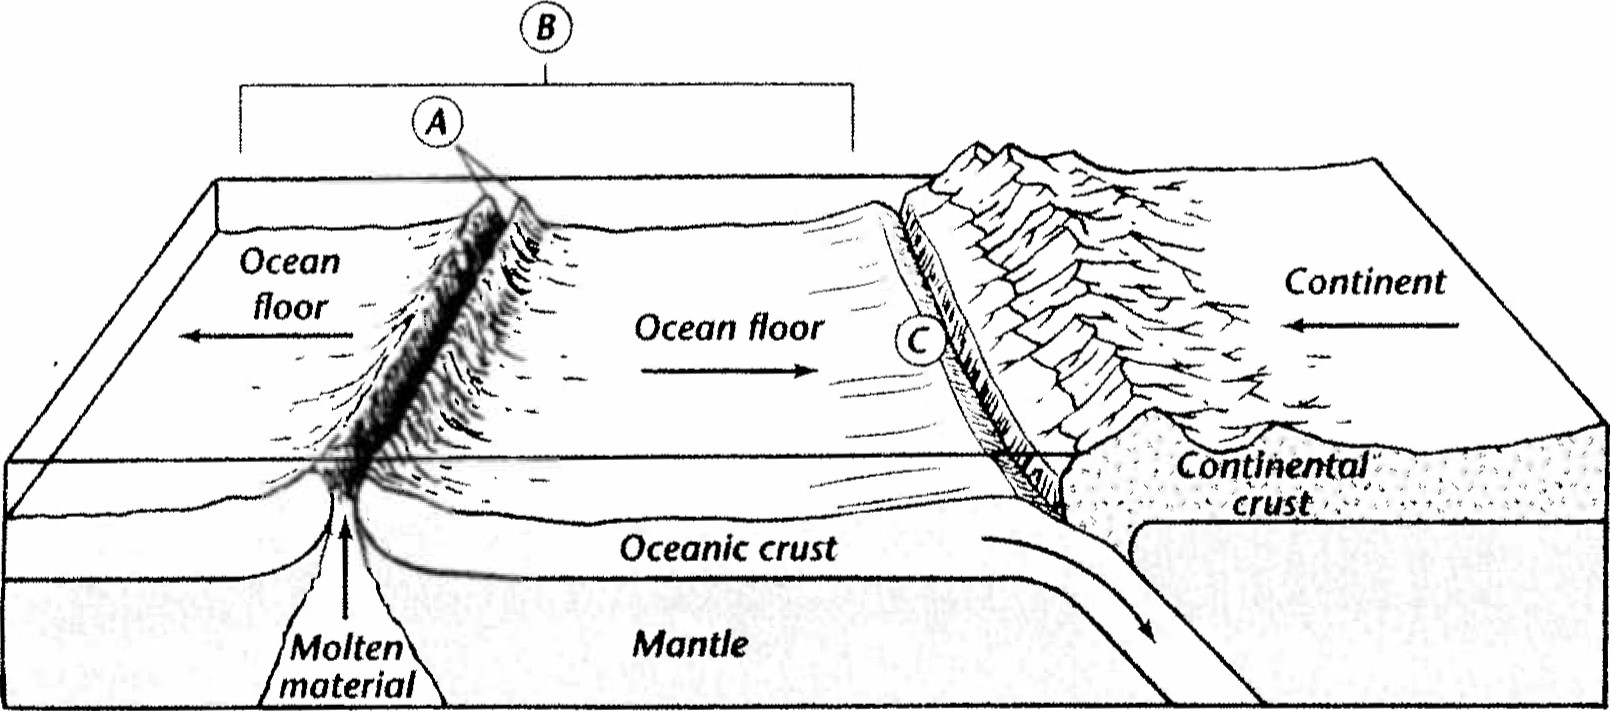 B
A
Ocean
floor
Ocean floor
Continent
C
Continental
crust
Oceanic crust
Molten
material
Mantle